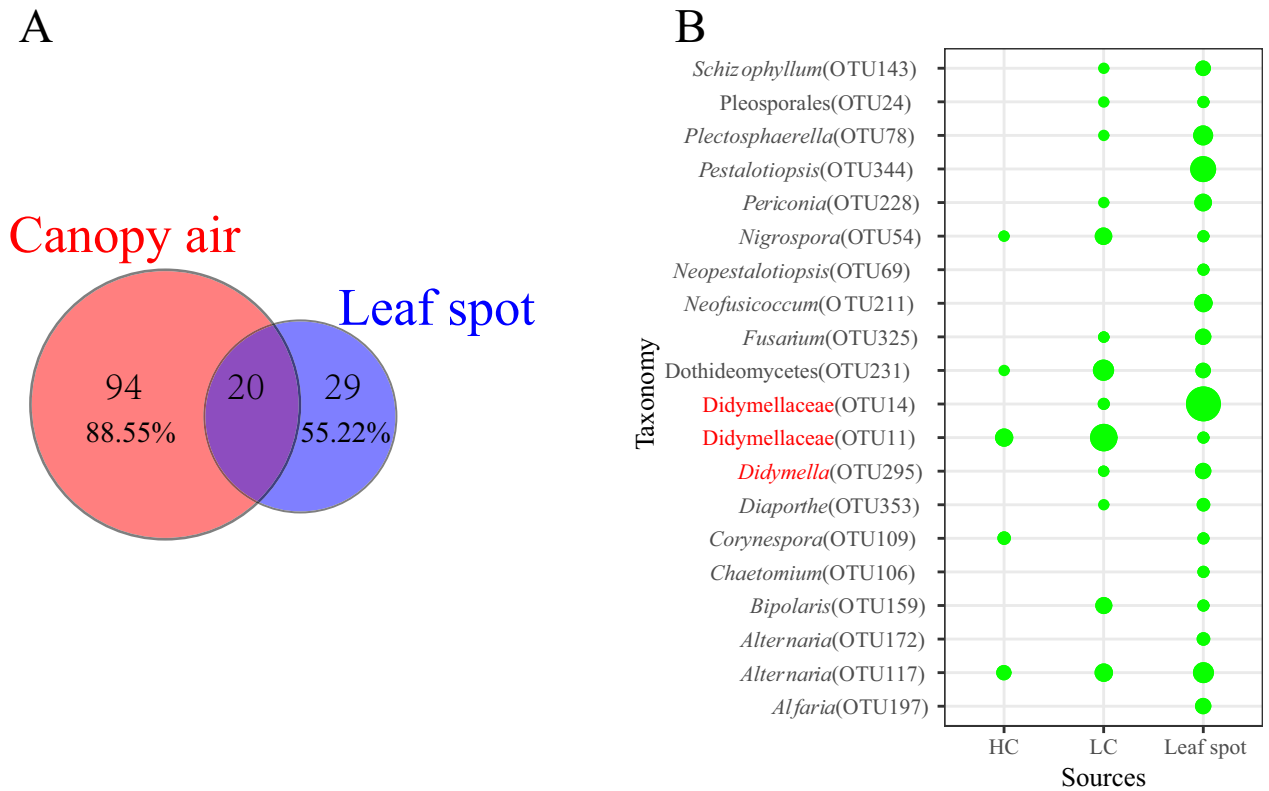 A
Canopy air
Leaf spot
94
20
29
88.55%
55.22%
B
Taxonomy
Schizophyllum(OTU143)
Pleosporales(OTU24)
Plectosphaerella(OTU78)
Pestalotiopsis(OTU344)
Periconia(OTU228)
Nigrospora(OTU54)
Neopestalotiopsis(OTU69)
Neofusicoccum(OTU211)
Fusarium(OTU325)
Dothideomycetes(OTU231)
Didymellaceae(OTU14)
Didymellaceae(OTU11)
Didymella(OTU295)
Diaporthe(OTU353)
Corynespora(OTU109)
Chaetomium(OTU106)
Bipolaris(OTU159)
Alternaria(OTU172)
Alternaria(OTU117)
Alfaria(OTU197)
HC
LC
Leaf spot
Sources